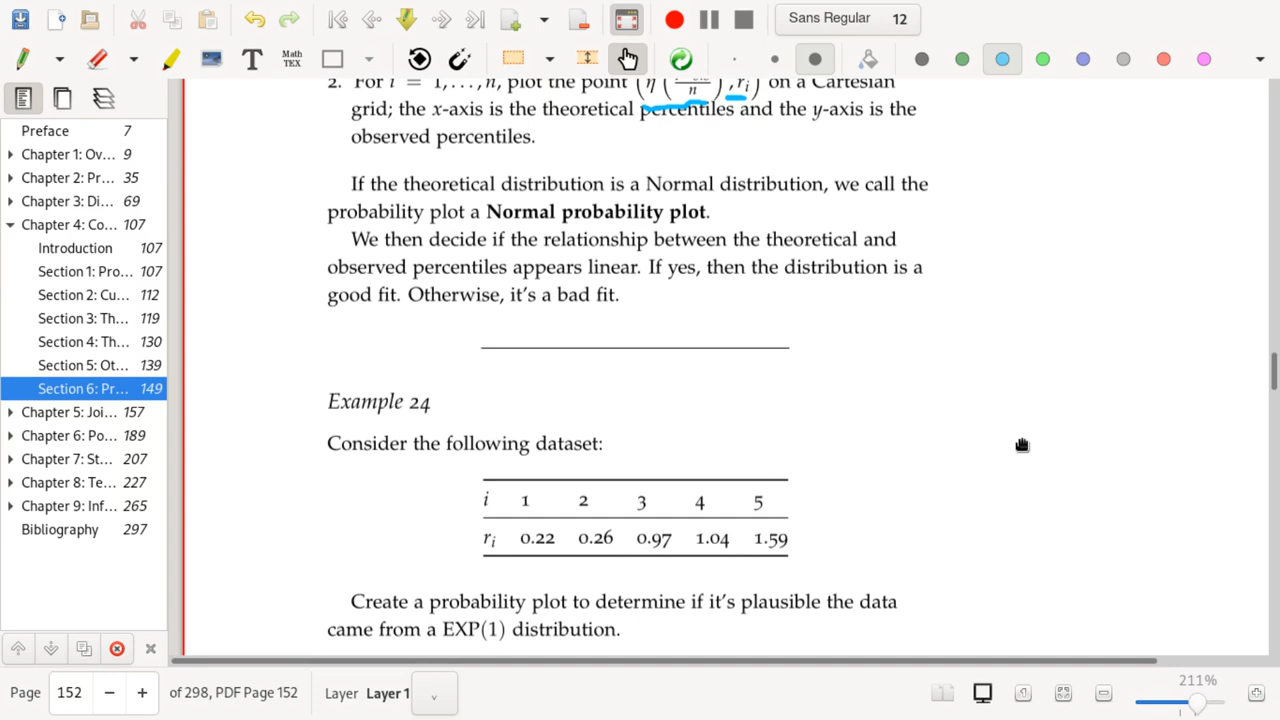 Sans Regular 12
Math
TEX
Preface 7
Chapter 1: Ov... 9
Chapter 2: Pr... 35
Chapter 3: Di... 69
Chapter 4: Co... 107
Introduction 107
Section 1: Pro... 107
Section 2: Cu... 112
Section 3: Th... 119
Section 4: Th... 130
Section 5: Ot... 139
Section 6: Pr... 149
Chapter 5: Joi... 157
Chapter 6: Po... 189
Chapter 7: St... 207
Chapter 8: Te... 227
Chapter 9: Inf... 265
Bibliography 297
2. For i = 1, . . . , n, plot the point (η( n ), rᵢ) on a Cartesian
grid; the x-axis is the theoretical percentiles and the y-axis is the
observed percentiles.
If the theoretical distribution is a Normal distribution, we call the
probability plot a Normal probability plot.
We then decide if the relationship between the theoretical and
observed percentiles appears linear. If yes, then the distribution is a
good fit. Otherwise, it's a bad fit.
Example 24
Consider the following dataset:
i 1 2 3 4 5
rᵢ 0.22 0.26 0.97 1.04 1.59
Create a probability plot to determine if it's plausible the data
came from a EXP(1) distribution.
Page 152 of 298, PDF Page 152 Layer Layer 1 211%